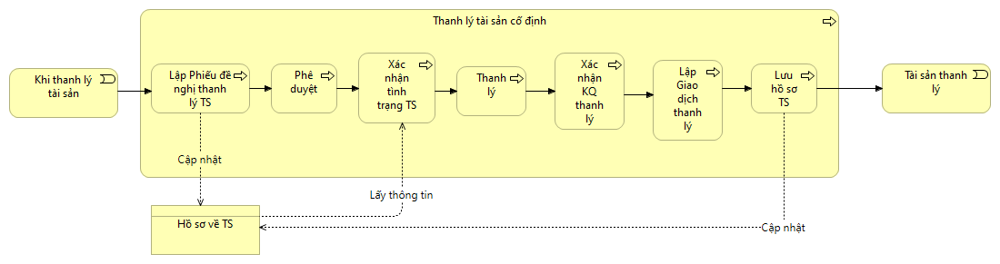 Thanh lý tài sản cố định
Khi thanh lý
tài sản
Lập Phiếu đề
nghị thanh
lý TS
Phê
duyệt
Xác
nhận
tình
trạng TS
Thanh
lý
Xác
nhận
KQ
thanh
lý
Lập
Giao
dịch
thanh
lý
Lưu
hồ sơ
TS
Tài sản thanh
lý
Cập nhật
Lấy thông tin
Hồ sơ về TS
Cập nhật